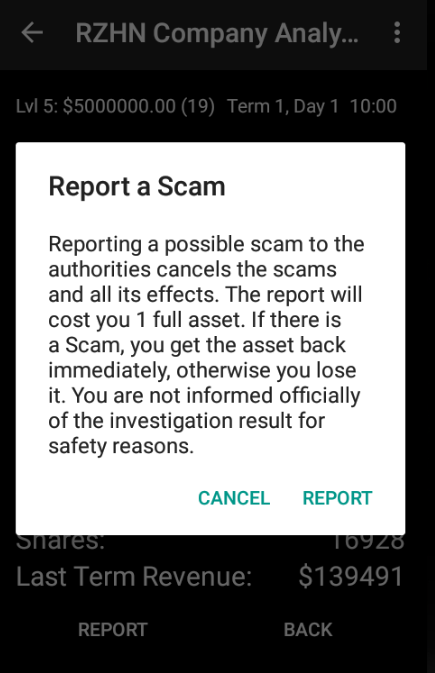 RZHN Company Analy...
Lvl 5: $5000000.00 (19) Term 1, Day 1 10:00
Report a Scam
Reporting a possible scam to the
authorities cancels the scams
and all its effects. The report will
cost you 1 full asset. If there is
a Scam, you get the asset back
immediately, otherwise you lose
it. You are not informed officially
of the investigation result for
safety reasons.
CANCEL REPORT
Shares: 16928
Last Term Revenue: $139491
REPORT BACK